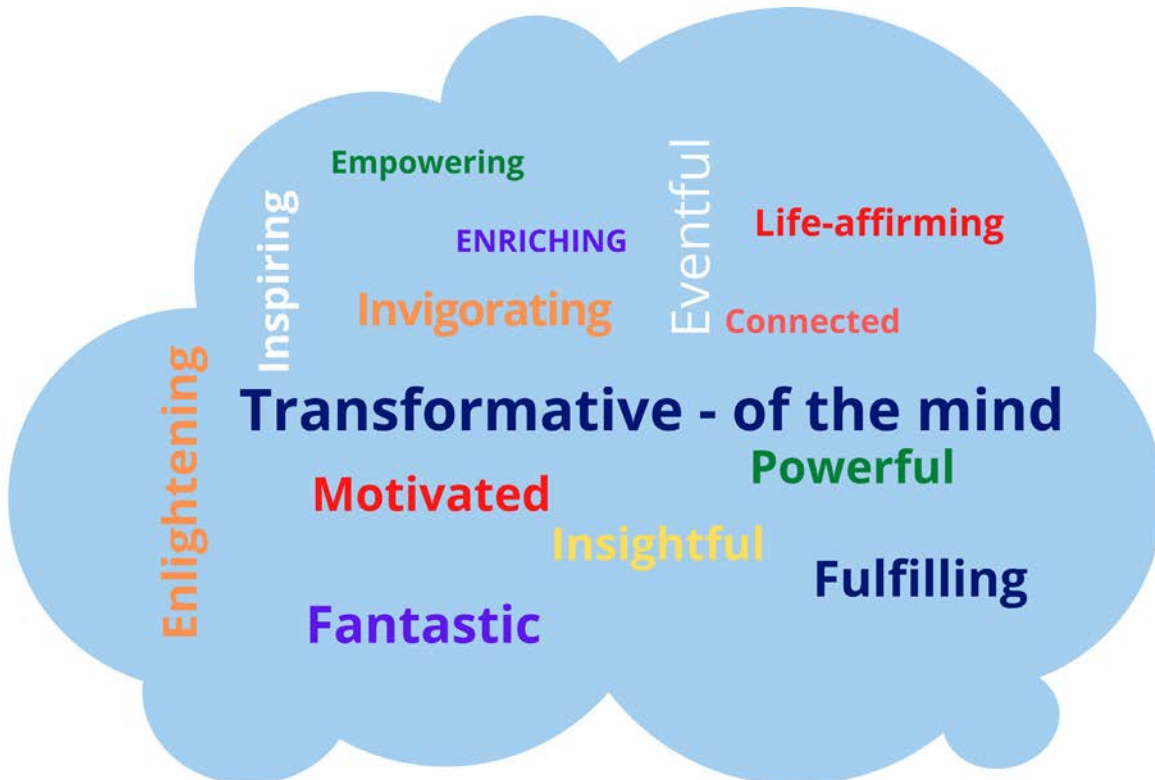 Empowering
Inspiring
ENRICHING
Eventful
Life-affirming
Invigorating
Connected
Enlightening
Transformative - of the mind
Powerful
Motivated
Insightful
Fulfilling
Fantastic